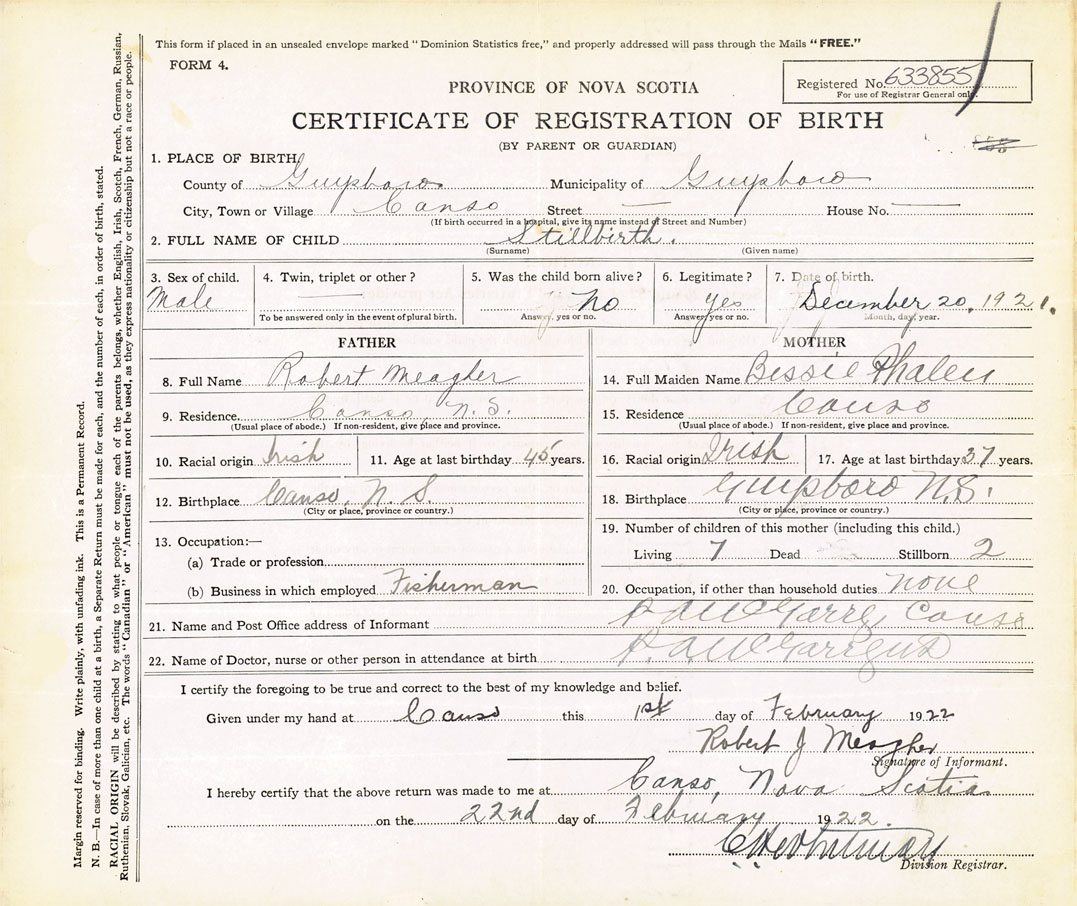 This form if placed in an unsealed envelope marked "Dominion Statistics free," and properly addressed will pass through the Mails "FREE."
FORM 4.
Registered No. 633855
For use of Registrar General only.
PROVINCE OF NOVA SCOTIA
CERTIFICATE OF REGISTRATION OF BIRTH
(BY PARENT OR GUARDIAN)
1. PLACE OF BIRTH
County of Guysboro Municipality of Guysboro
City, Town or Village Canso Street — House No. —
(If birth occurred in a hospital, give its name instead of Street and Number)
2. FULL NAME OF CHILD Stillbirth.
(Surname) (Given name)
3. Sex of child. Male
4. Twin, triplet or other? —
To be answered only in the event of plural birth.
5. Was the child born alive? No
Answer, yes or no.
6. Legitimate? Yes
Answer, yes or no.
7. Date of birth. December 20, 1921.
Month, day, year.
FATHER
8. Full Name Robert Meagher
9. Residence. Canso, N.S.
(Usual place of abode.) If non-resident, give place and province.
10. Racial origin Irish 11. Age at last birthday 45 years.
12. Birthplace Canso, N.S.
(City or place, province or country.)
13. Occupation:—
(a) Trade or profession
(b) Business in which employed Fisherman
MOTHER
14. Full Maiden Name Bessie Phalen
15. Residence Canso
(Usual place of abode.) If non-resident, give place and province.
16. Racial origin Irish 17. Age at last birthday 37 years.
18. Birthplace Guysboro N.S.
(City or place, province or country.)
19. Number of children of this mother (including this child.)
Living 7 Dead Stillborn 2
20. Occupation, if other than household duties none
21. Name and Post Office address of Informant Canso
22. Name of Doctor, nurse or other person in attendance at birth
I certify the foregoing to be true and correct to the best of my knowledge and belief.
Given under my hand at Canso this 1st day of February 1922
Robert J Meagher
Signature of Informant.
I hereby certify that the above return was made to me at Canso, Nova Scotia
on the 22nd day of February 1922.
Division Registrar.
Margin reserved for binding. Write plainly, with unfading ink. This is a Permanent Record.
N. B.—In case of more than one child at a birth, a Separate Return must be made for each, and the number of each, in order of birth, stated.
RACIAL ORIGIN will be described by stating to what people or tongue each of the parents belongs, whether English, Irish, Scotch, French, German, Russian,
Ruthenian, Slovak, Galician, etc. The words "Canadian" or "American" must not be used, as they express nationality or citizenship but not a race or people.